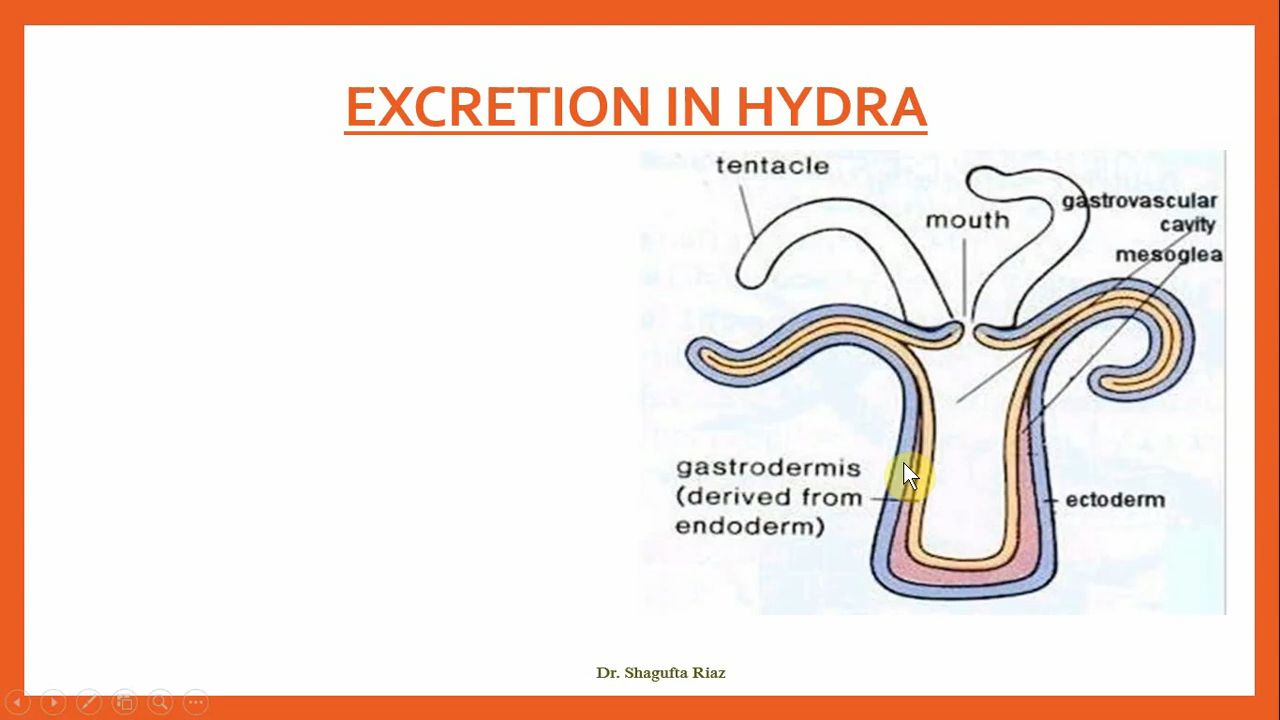 EXCRETION IN HYDRA
tentacle
mouth
gastrovascular
cavity
mesoglea
gastrodermis
(derived from
endoderm)
ectoderm
Dr. Shagufta Riaz